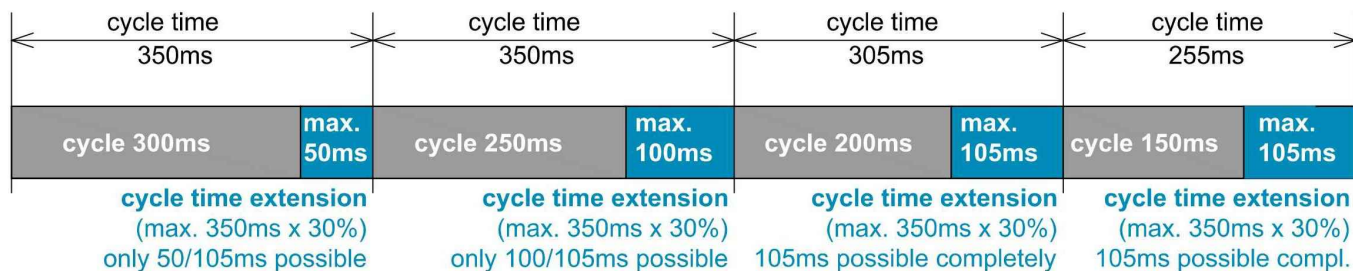 cycle time
350ms
cycle time
350ms
cycle time
305ms
cycle time
255ms
cycle 300ms
max.
50ms
cycle 250ms
max.
100ms
cycle 200ms
max.
105ms
cycle 150ms
max.
105ms
cycle time extension
(max. 350ms x 30%)
only 50/105ms possible
cycle time extension
(max. 350ms x 30%)
only 100/105ms possible
cycle time extension
(max. 350ms x 30%)
105ms possible completely
cycle time extension
(max. 350ms x 30%)
105ms possible compl.